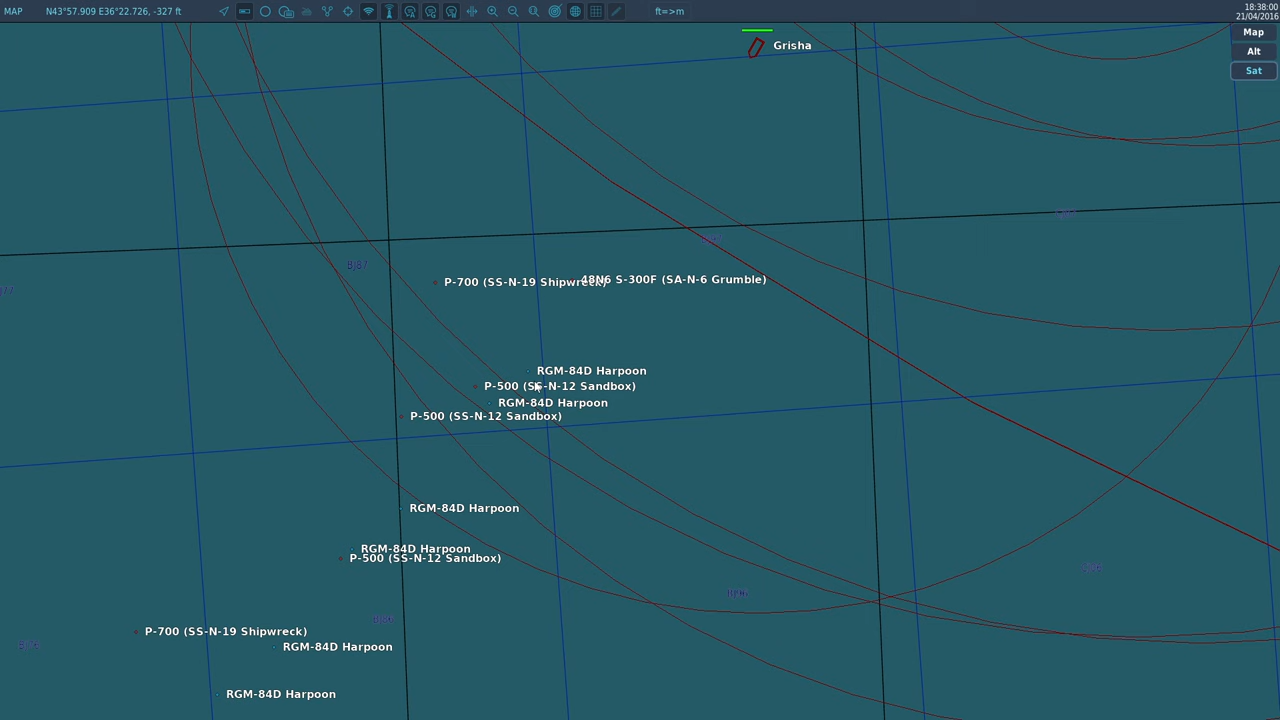 MAP N43°57.909 E36°22.726, -327 ft
ft=>m
18:38:00
21/04/2016
Map
Alt
Sat
Grisha
P-700 (SS-N-19 Shipwreck)
48N6 S-300F (SA-N-6 Grumble)
RGM-84D Harpoon
P-500 (SS-N-12 Sandbox)
RGM-84D Harpoon
P-500 (SS-N-12 Sandbox)
RGM-84D Harpoon
RGM-84D Harpoon
P-500 (SS-N-12 Sandbox)
P-700 (SS-N-19 Shipwreck)
RGM-84D Harpoon
RGM-84D Harpoon